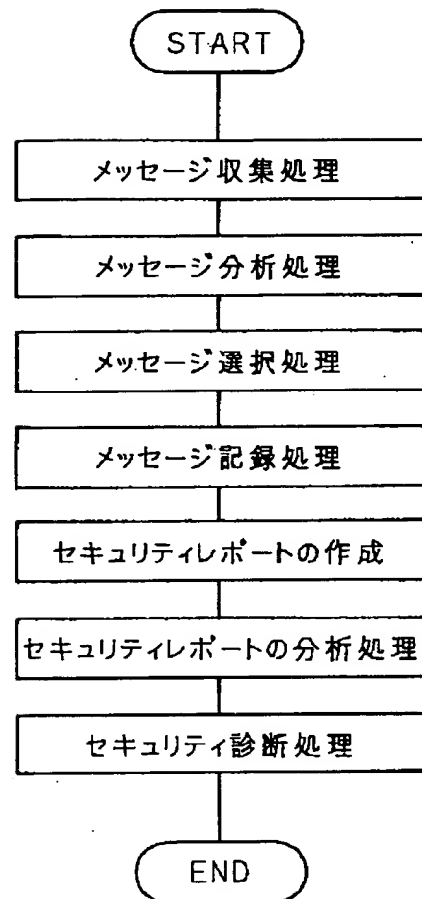 START
メッセージ収集処理
メッセージ分析処理
メッセージ選択処理
メッセージ記録処理
セキュリティレポートの作成
セキュリティレポートの分析処理
セキュリティ診断処理
END